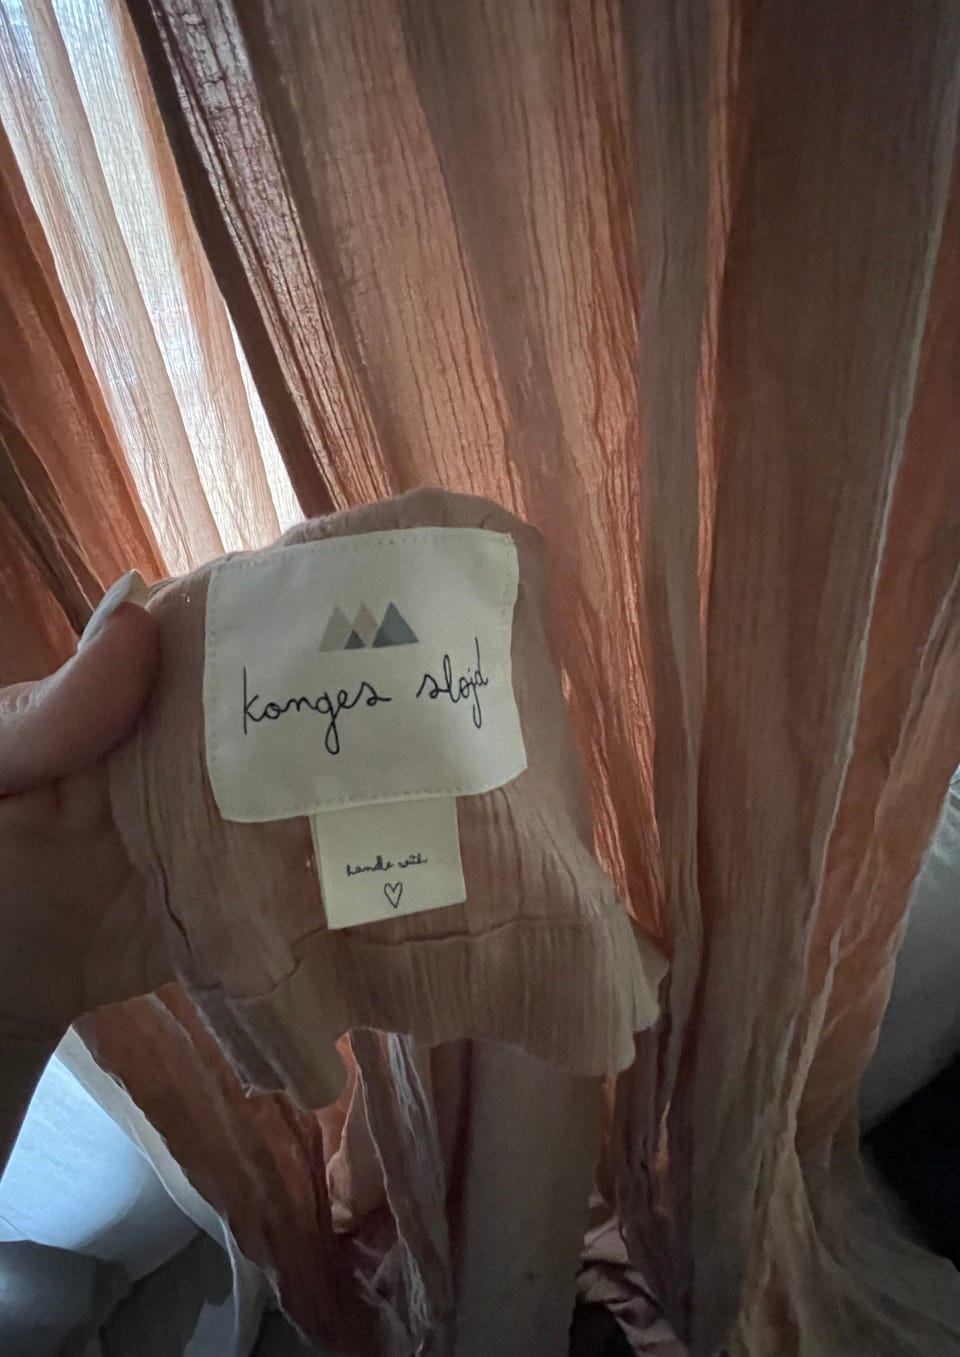 konges sløjd
handle with